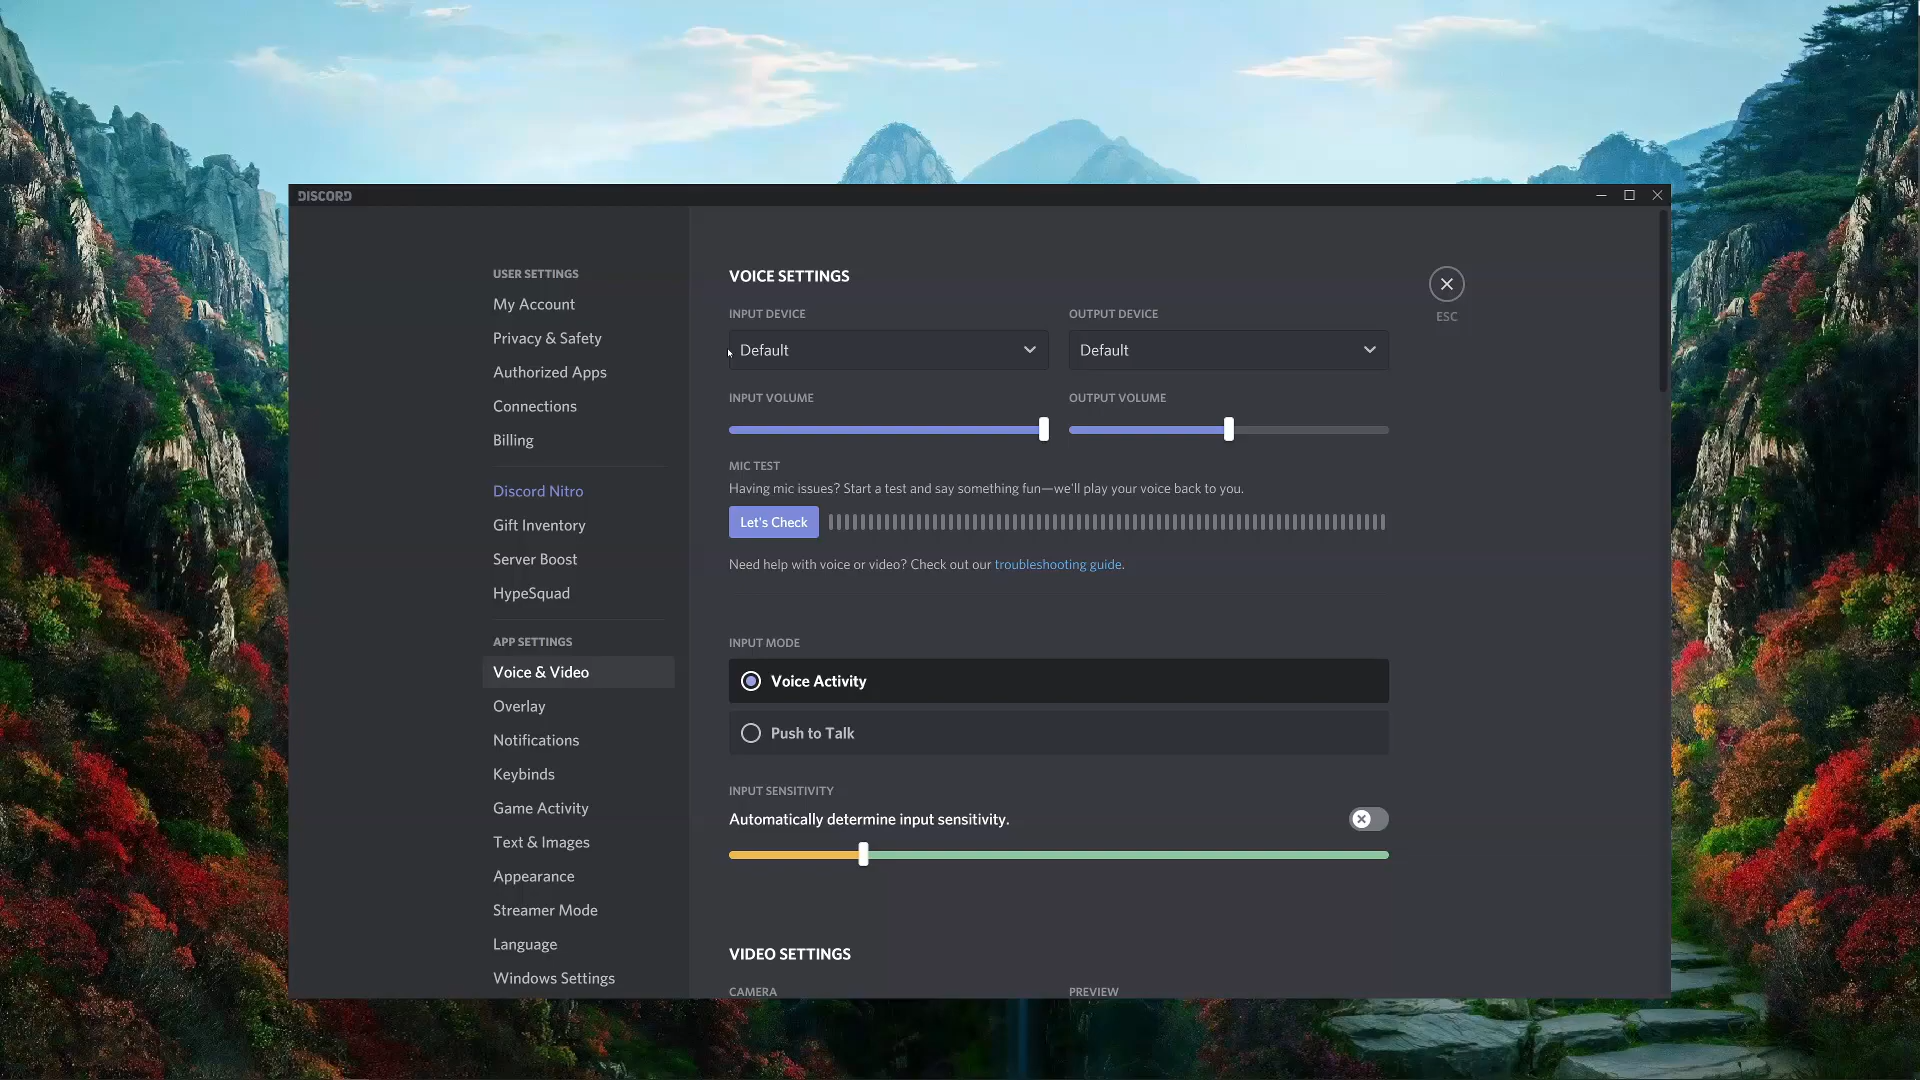 DISCORD
USER SETTINGS
My Account
Privacy & Safety
Authorized Apps
Connections
Billing
Discord Nitro
Gift Inventory
Server Boost
HypeSquad
APP SETTINGS
Voice & Video
Overlay
Notifications
Keybinds
Game Activity
Text & Images
Appearance
Streamer Mode
Language
Windows Settings
VOICE SETTINGS
INPUT DEVICE
Default
OUTPUT DEVICE
Default
INPUT VOLUME
OUTPUT VOLUME
MIC TEST
Having mic issues? Start a test and say something fun—we'll play your voice back to you.
Let's Check
Need help with voice or video? Check out our troubleshooting guide.
INPUT MODE
Voice Activity
Push to Talk
INPUT SENSITIVITY
Automatically determine input sensitivity.
VIDEO SETTINGS
CAMERA
PREVIEW
ESC